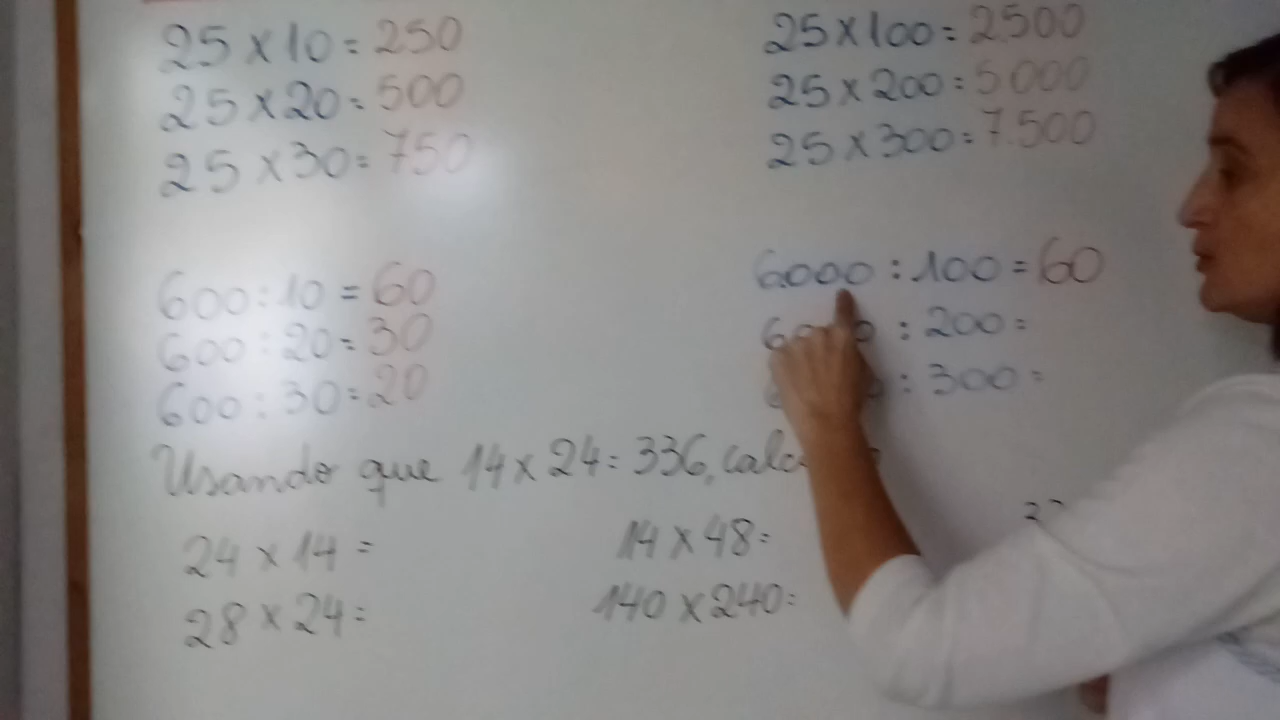 25 x 10 = 250
25 x 20 = 500
25 x 30 = 750
25 x 100 = 2500
25 x 200 = 5000
25 x 300 = 7.500
600 : 10 = 60
600 : 20 = 30
600 : 30 = 20
6.000 : 100 = 60
: 200 =
: 300 =
Usando que 14 x 24 = 336,
24 x 14 =
28 x 24 =
14 x 48 =
140 x 240 =